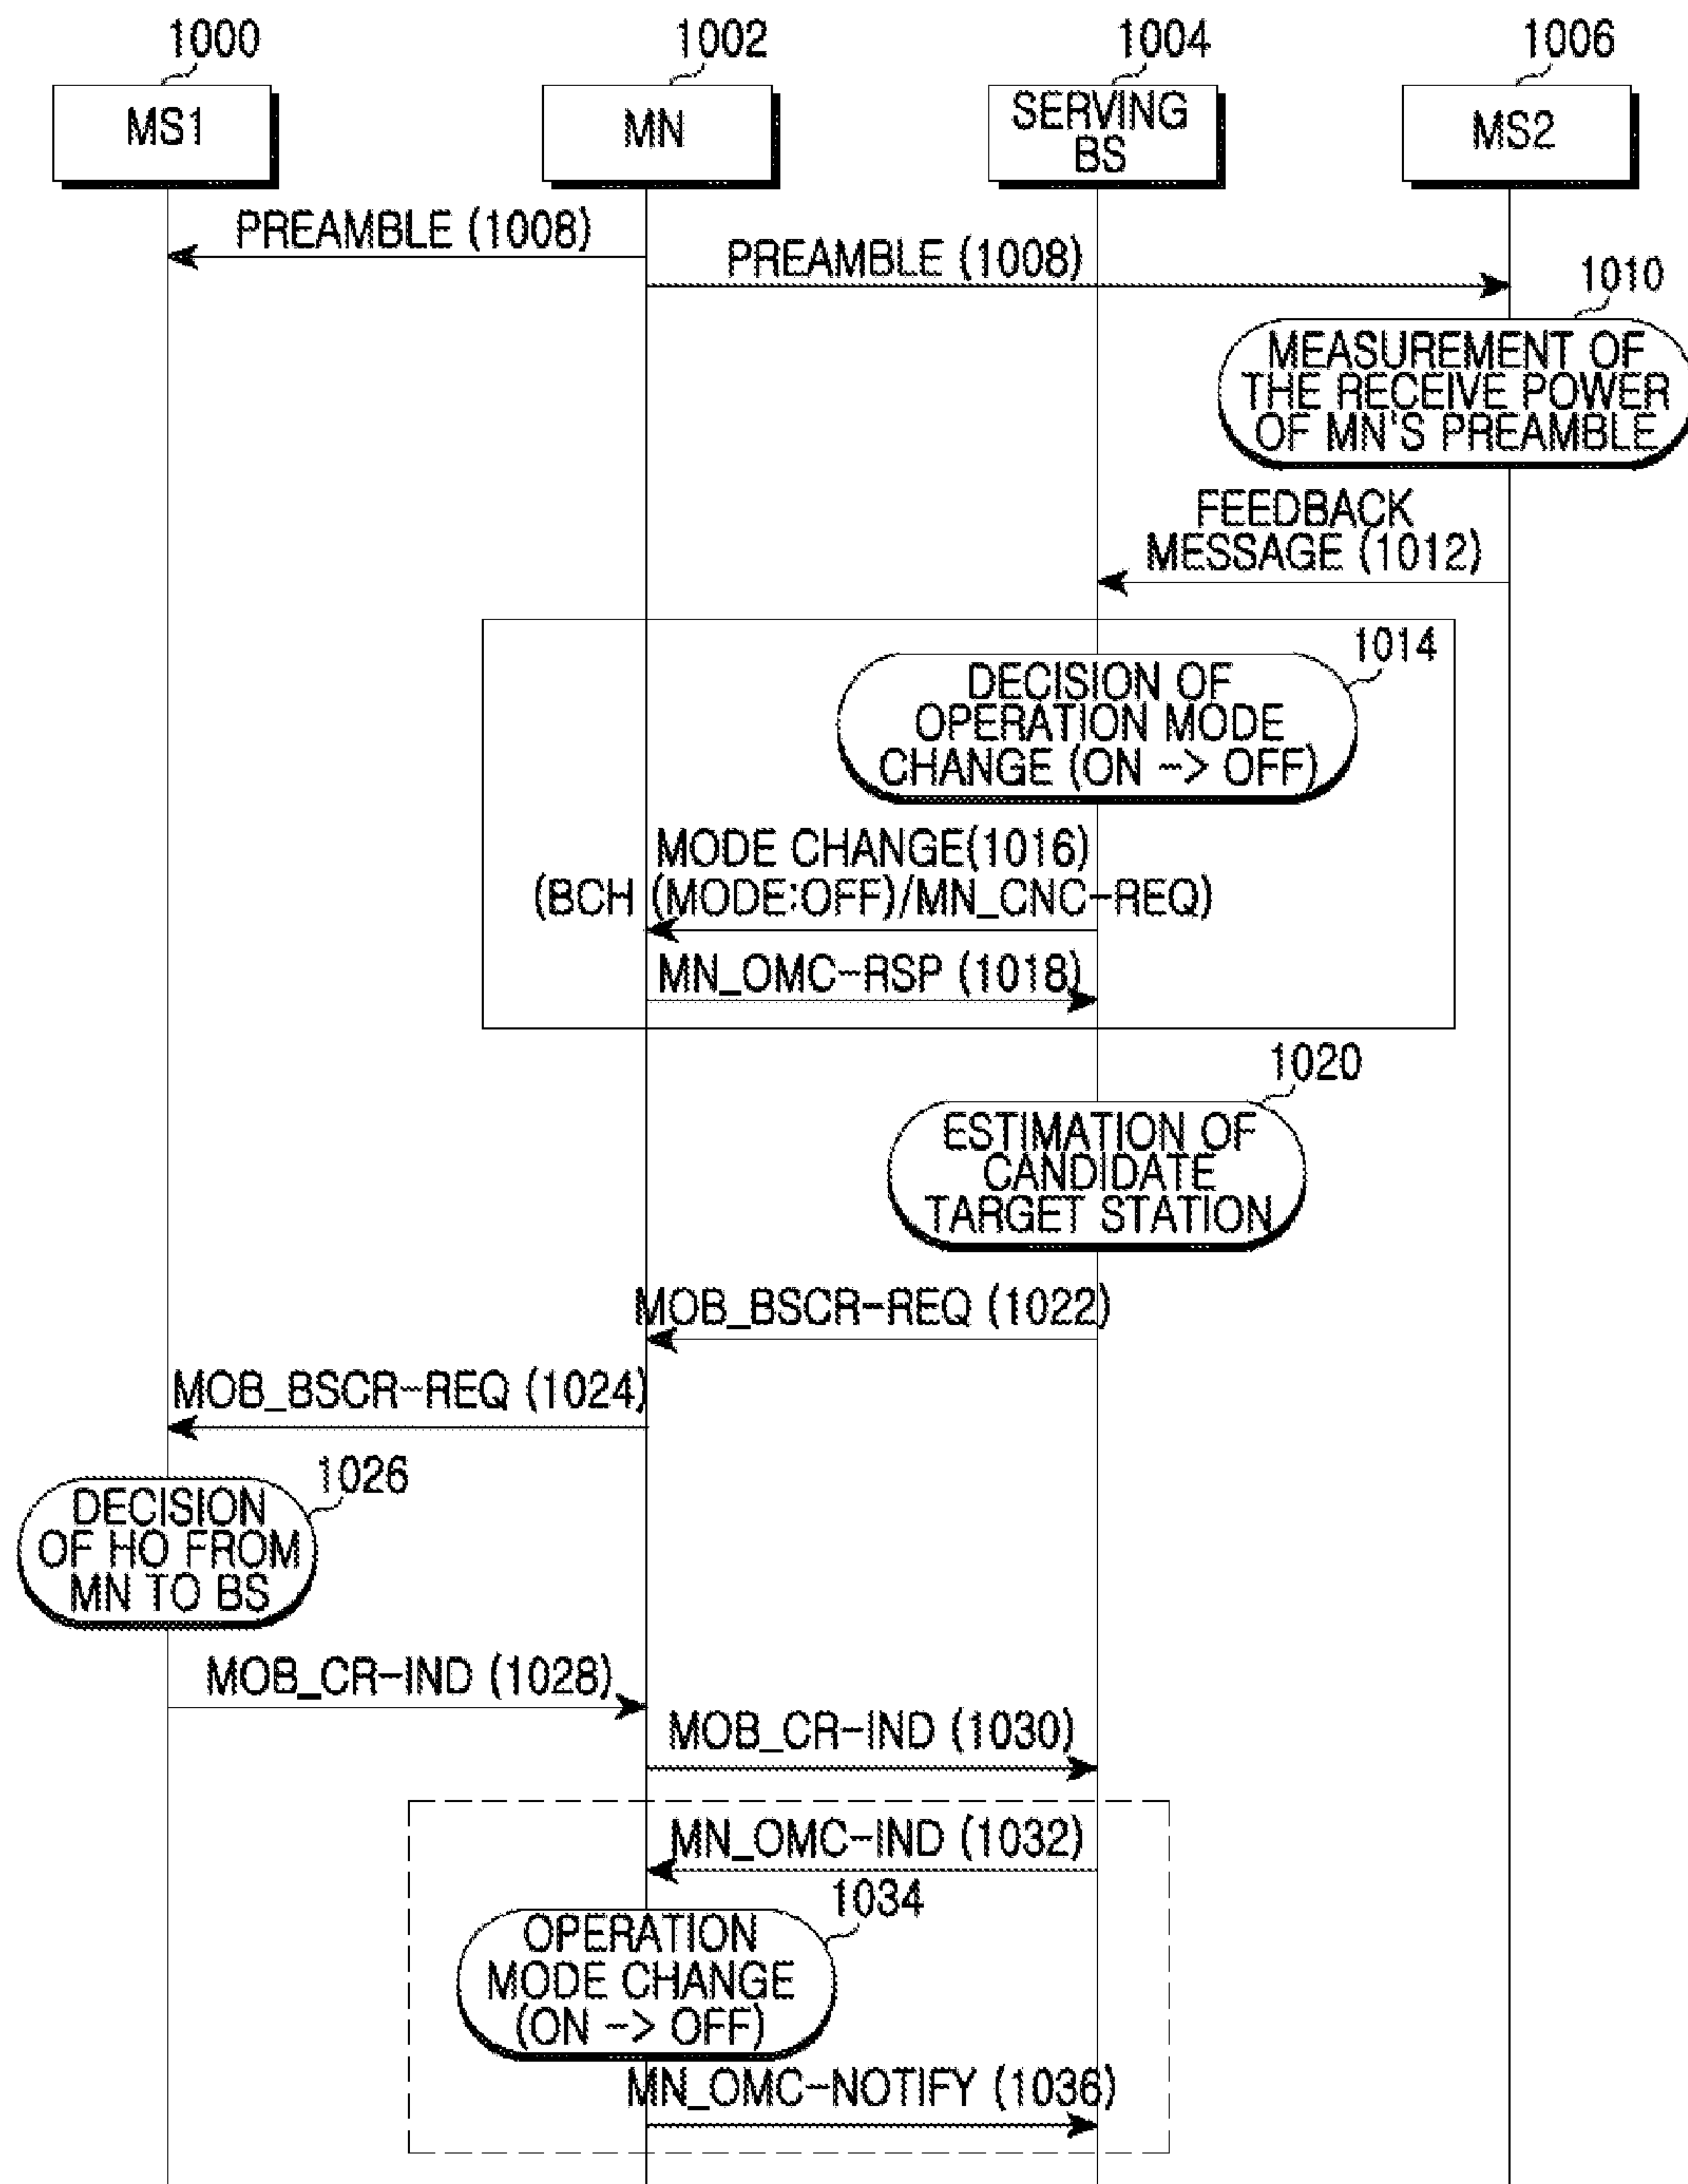 1000
1002
1004
1006
MS1
MN
SERVING
BS
MS2
PREAMBLE (1008)
PREAMBLE (1008)
1010
MEASUREMENT OF
THE RECEIVE POWER
OF MN'S PREAMBLE
FEEDBACK
MESSAGE (1012)
1014
DECISION OF
OPERATION MODE
CHANGE (ON --> OFF)
MODE CHANGE(1016)
(BCH (MODE:OFF)/MN_CNC-REQ)
MN_OMC-RSP (1018)
1020
ESTIMATION OF
CANDIDATE
TARGET STATION
MOB_BSCR-REQ (1022)
MOB_BSCR-REQ (1024)
1026
DECISION
OF HO FROM
MN TO BS
MOB_CR-IND (1028)
MOB_CR-IND (1030)
MN_OMC-IND (1032)
1034
OPERATION
MODE CHANGE
(ON --> OFF)
MN_OMC-NOTIFY (1036)